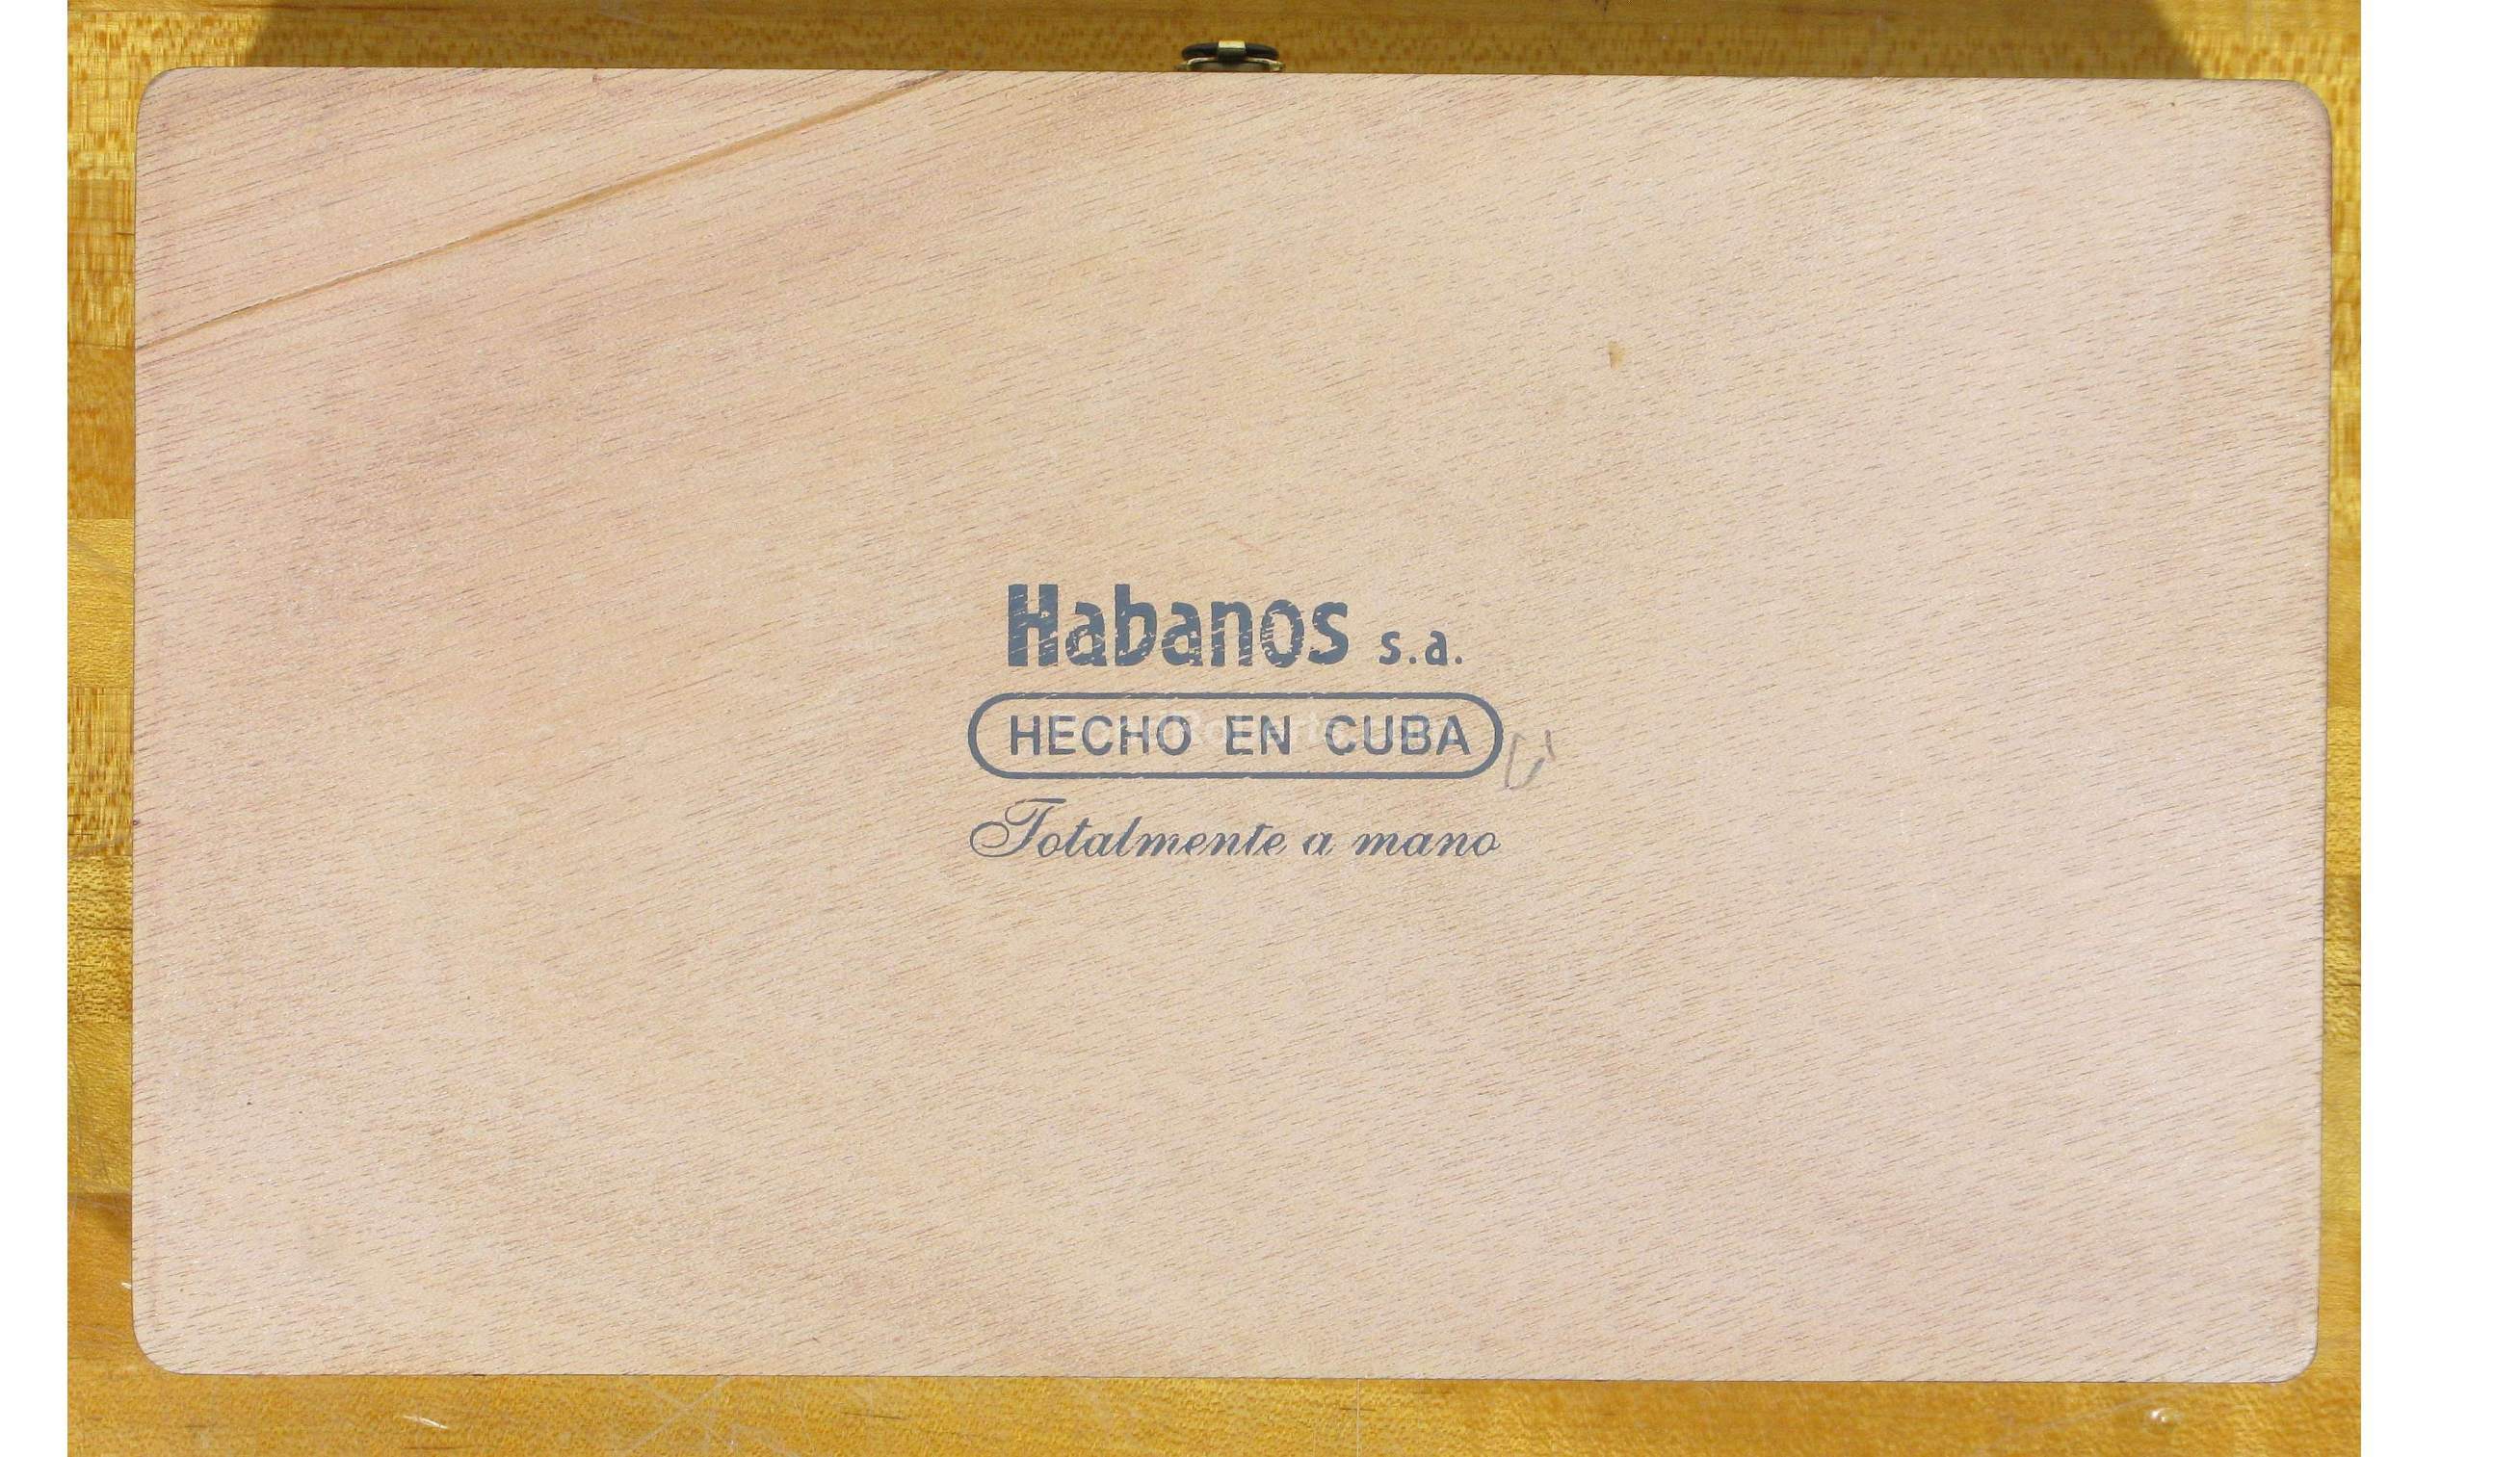 Habanos s.a.
HECHO EN CUBA
Totalmente a mano